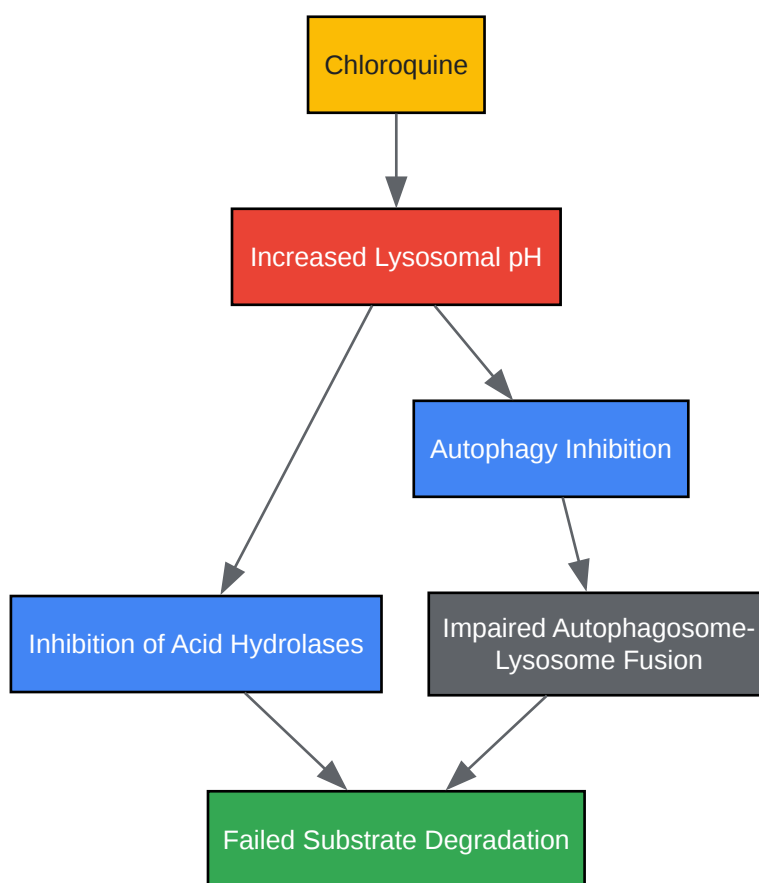 Chloroquine
Increased Lysosomal pH
Autophagy Inhibition
Inhibition of Acid Hydrolases
Impaired Autophagosome-
Lysosome Fusion
Failed Substrate Degradation